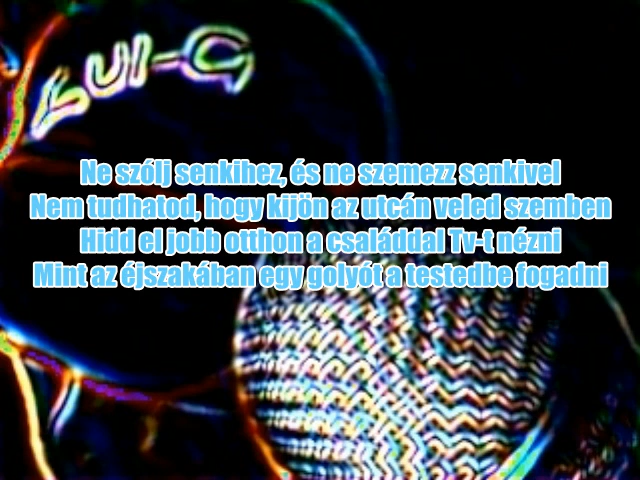 Lui-G
Ne szólj senkihez, és ne szemezz senkivel
Nem tudhatod, hogy kijön az utcán veled szemben
Hidd el jobb otthon a családdal Tv-t nézni
Mint az éjszakában egy golyót a testedbe fogadni